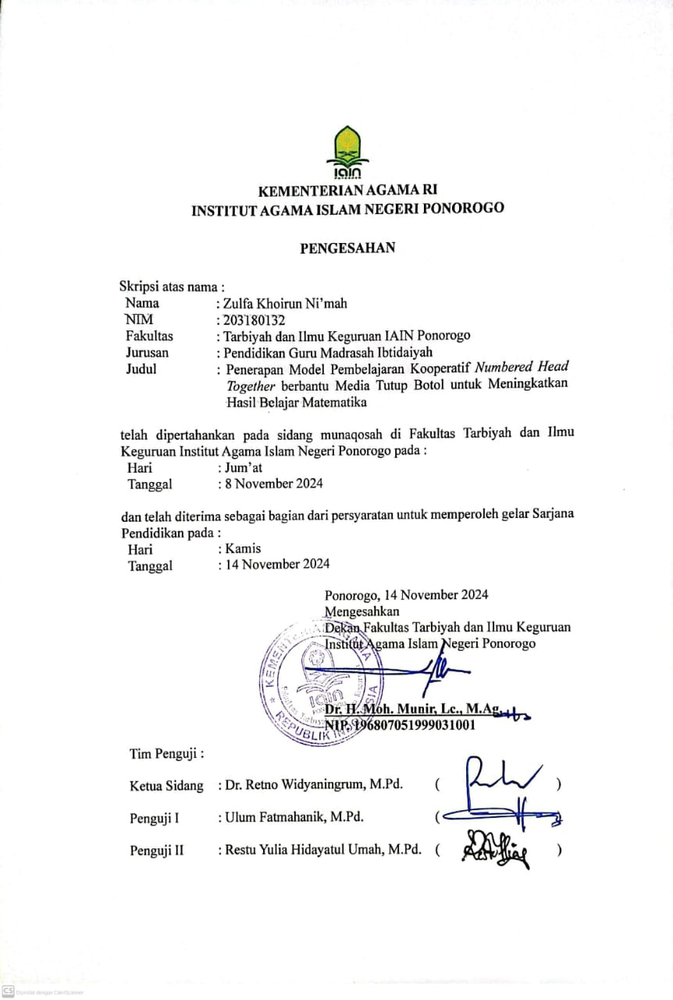 iain
PONOROGO
KEMENTERIAN AGAMA RI
INSTITUT AGAMA ISLAM NEGERI PONOROGO
PENGESAHAN
Skripsi atas nama :
Nama : Zulfa Khoirun Ni'mah
NIM : 203180132
Fakultas : Tarbiyah dan Ilmu Keguruan IAIN Ponorogo
Jurusan : Pendidikan Guru Madrasah Ibtidaiyah
Judul : Penerapan Model Pembelajaran Kooperatif Numbered Head
Together berbantu Media Tutup Botol untuk Meningkatkan
Hasil Belajar Matematika
telah dipertahankan pada sidang munaqosah di Fakultas Tarbiyah dan Ilmu
Keguruan Institut Agama Islam Negeri Ponorogo pada :
Hari : Jum'at
Tanggal : 8 November 2024
dan telah diterima sebagai bagian dari persyaratan untuk memperoleh gelar Sarjana
Pendidikan pada :
Hari : Kamis
Tanggal : 14 November 2024
Ponorogo, 14 November 2024
Mengesahkan
Dekan Fakultas Tarbiyah dan Ilmu Keguruan
Institut Agama Islam Negeri Ponorogo
KEMENTERIAN AGAMA
iain
REPUBLIK INDONESIA
Dr. H. Moh. Munir, Lc., M.Ag.
NIP. 196807051999031001
Tim Penguji :
Ketua Sidang : Dr. Retno Widyaningrum, M.Pd. ( )
Penguji I : Ulum Fatmahanik, M.Pd. (
Penguji II : Restu Yulia Hidayatul Umah, M.Pd. ( )
CS Dipindai dengan CamScanner